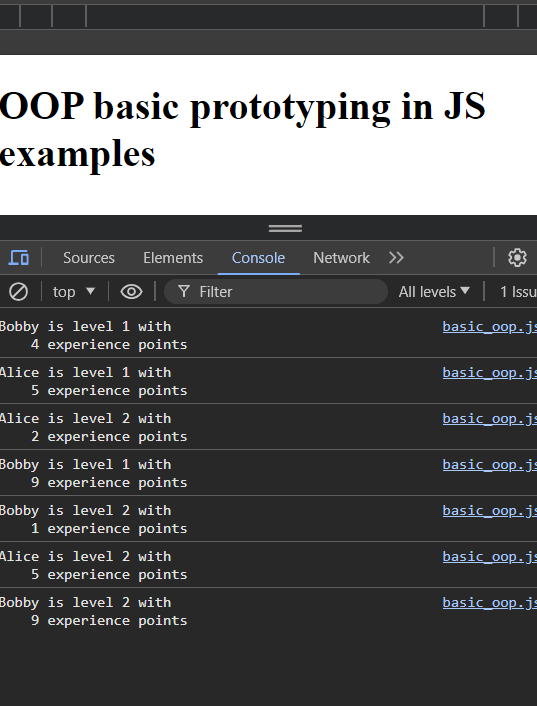 OOP basic prototyping in JS
examples
Sources Elements Console Network
top Filter All levels 1 Issu
Bobby is level 1 with basic_oop.js
4 experience points
Alice is level 1 with basic_oop.js
5 experience points
Alice is level 2 with basic_oop.js
2 experience points
Bobby is level 1 with basic_oop.js
9 experience points
Bobby is level 2 with basic_oop.js
1 experience points
Alice is level 2 with basic_oop.js
5 experience points
Bobby is level 2 with basic_oop.js
9 experience points